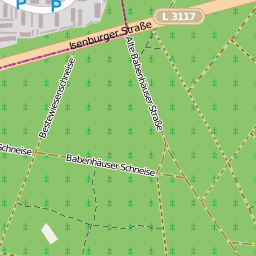 P
P
L 3117
Isenburger Straße
Alte Babenhäuser Straße
Bestewiesenschneise
Schneise
Babenhäuser Schneise